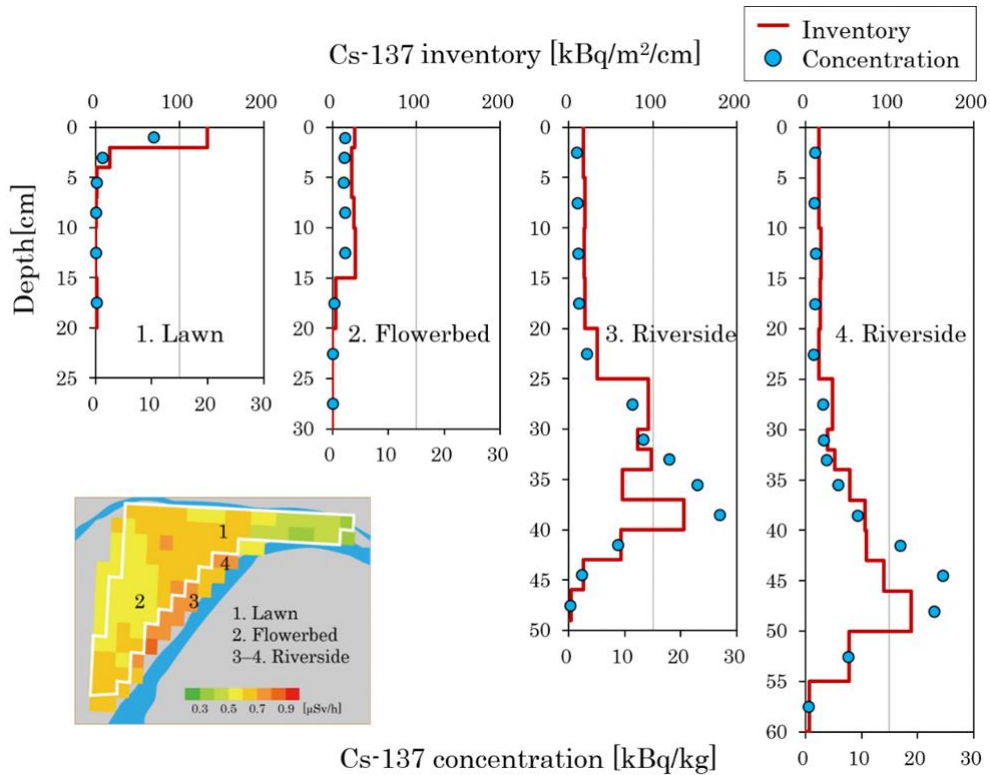 Inventory
Concentration
Cs-137 inventory [kBq/m²/cm]
0 100 200 0 100 200 0 100 200 0 100 200
Depth[cm]
0
5
10
15
20
25
0 10 20 30
1. Lawn
0
5
10
15
20
25
30
0 10 20 30
2. Flowerbed
0
5
10
15
20
25
30
35
40
45
50
0 10 20 30
3. Riverside
0
5
10
15
20
25
30
35
40
45
50
55
60
0 10 20 30
4. Riverside
1
4
2
3
1. Lawn
2. Flowerbed
3–4. Riverside
0.3 0.5 0.7 0.9 [μSv/h]
Cs-137 concentration [kBq/kg]